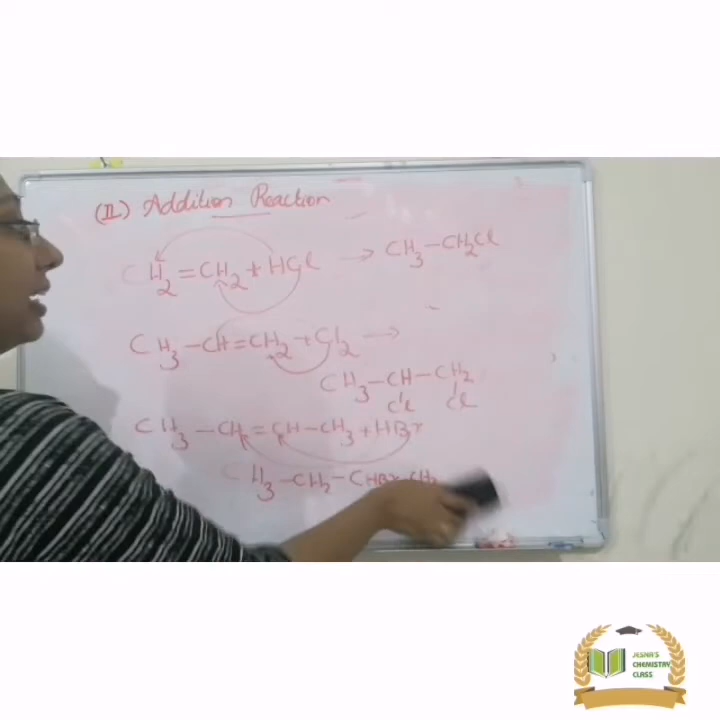 (II) Addition Reaction
CH₂=CH₂+HCl → CH₃-CH₂Cl
CH₃-CH=CH₂+Cl₂ →
CH₃-CH-CH₂
Cl Cl
CH₃-CH=CH-CH₃+HBr
CH₃-CH₂-CHBr-CH₃
JESNA'S
CHEMISTRY
CLASS